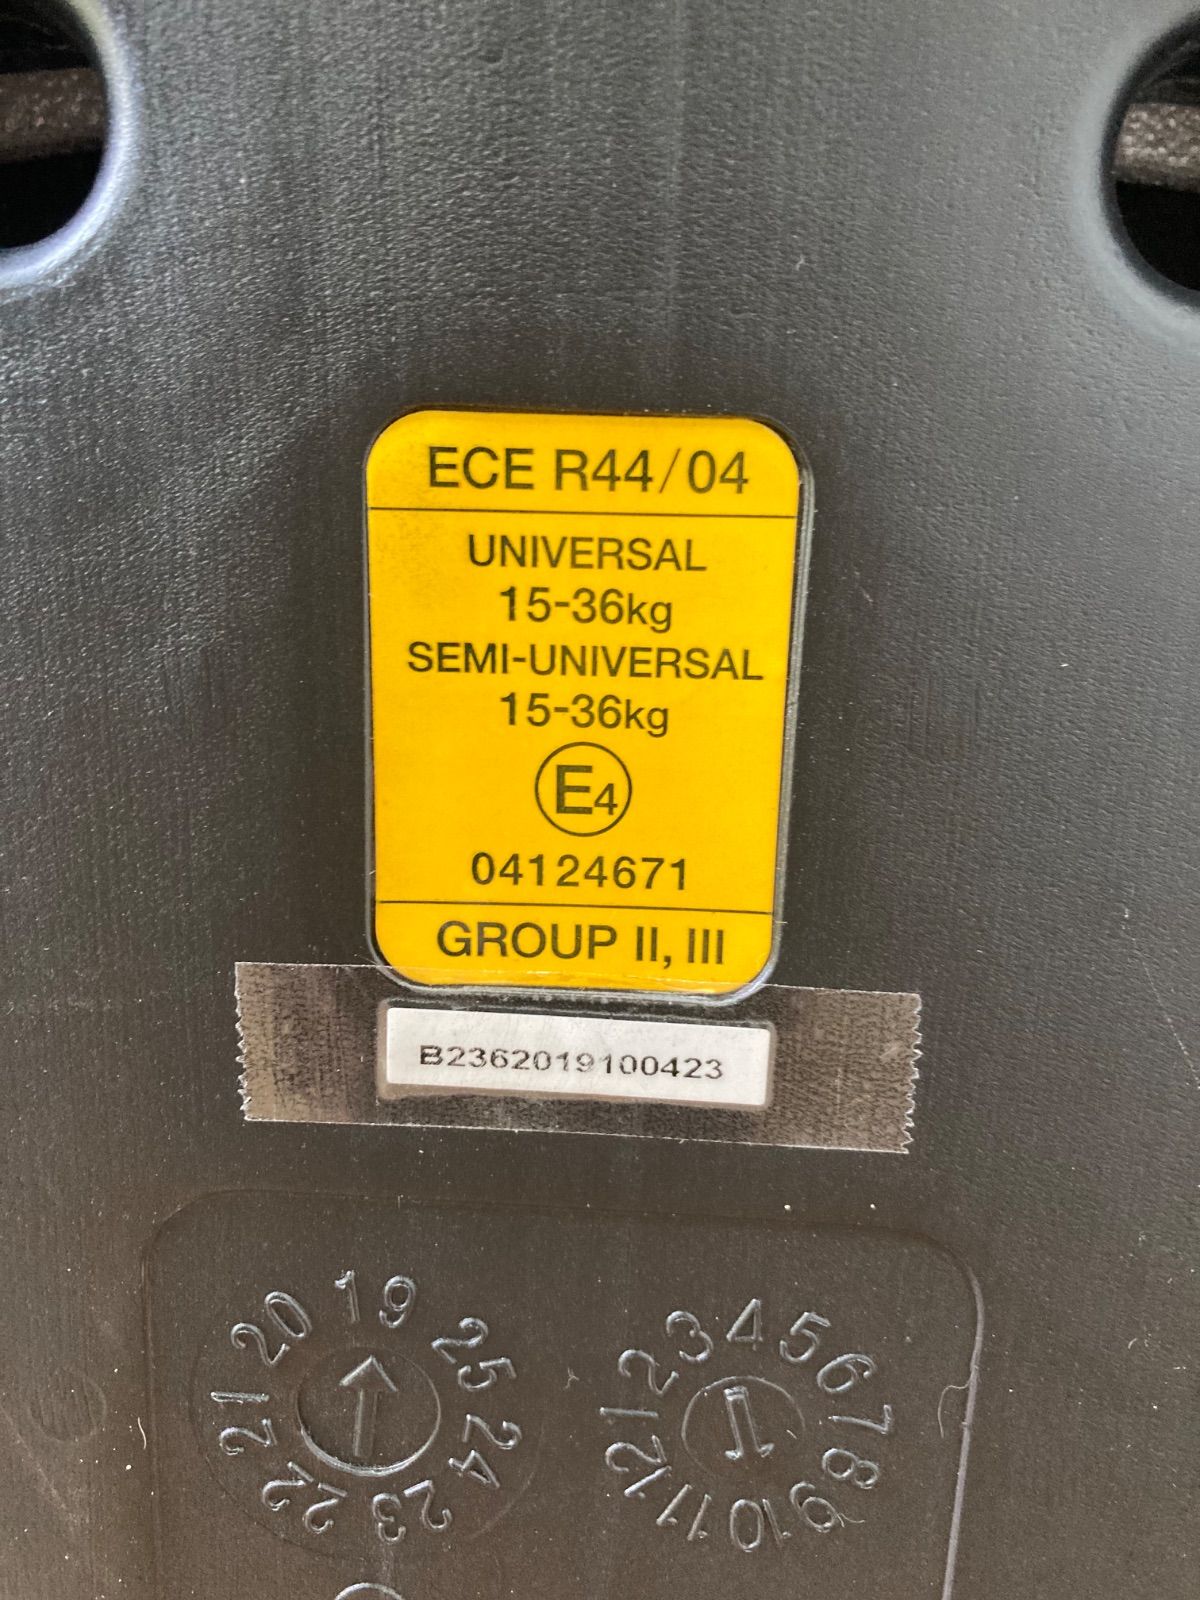 ECE R44/04
UNIVERSAL
15-36kg
SEMI-UNIVERSAL
15-36kg
E4
04124671
GROUP II, III
B2362019100423
19 25 24 23 22 21 20
1 2 3 4 5 6 7 8 9 10 11 12